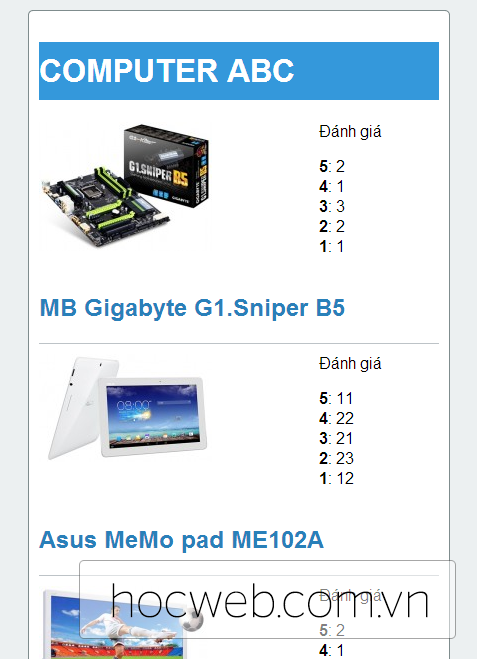 COMPUTER ABC
G1.SNIPER B5
GIGABYTE
Đánh giá
5: 2
4: 1
3: 3
2: 2
1: 1
MB Gigabyte G1.Sniper B5
08:00
Đánh giá
5: 11
4: 22
3: 21
2: 23
1: 12
Asus MeMo pad ME102A
Đánh giá
5: 2
4: 1
hocweb.com.vn